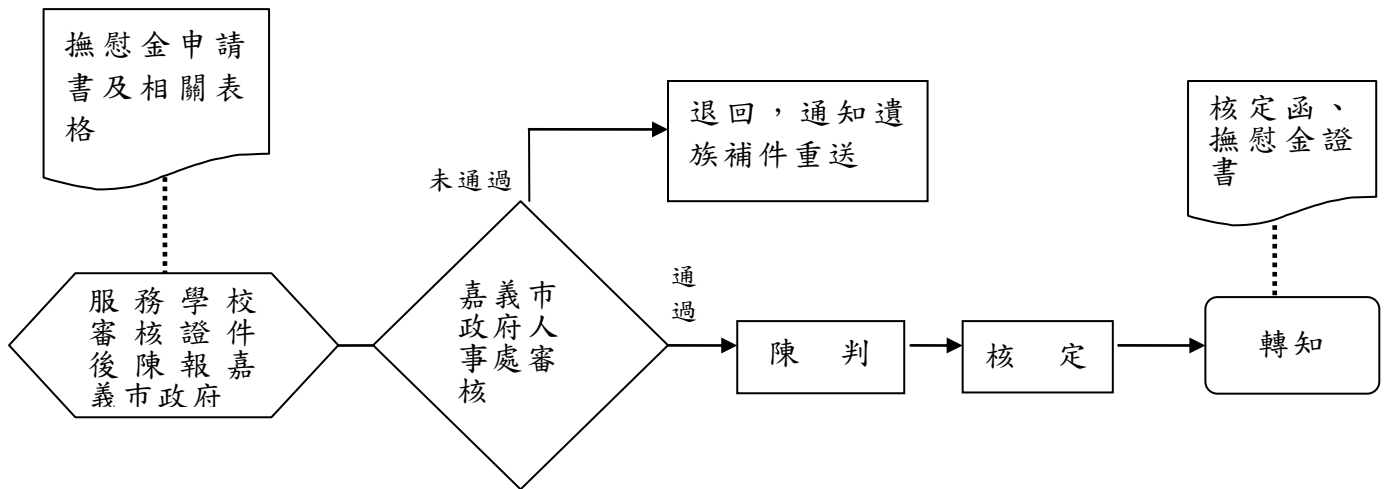 撫慰金申請
書及相關表
格
退回，通知遺
族補件重送
核定函、
撫慰金證
書
未通過
服務學校
審核證件
後陳報嘉
義市政府
嘉義市
政府人
事處審
核
通
過
陳 判
核 定
轉知